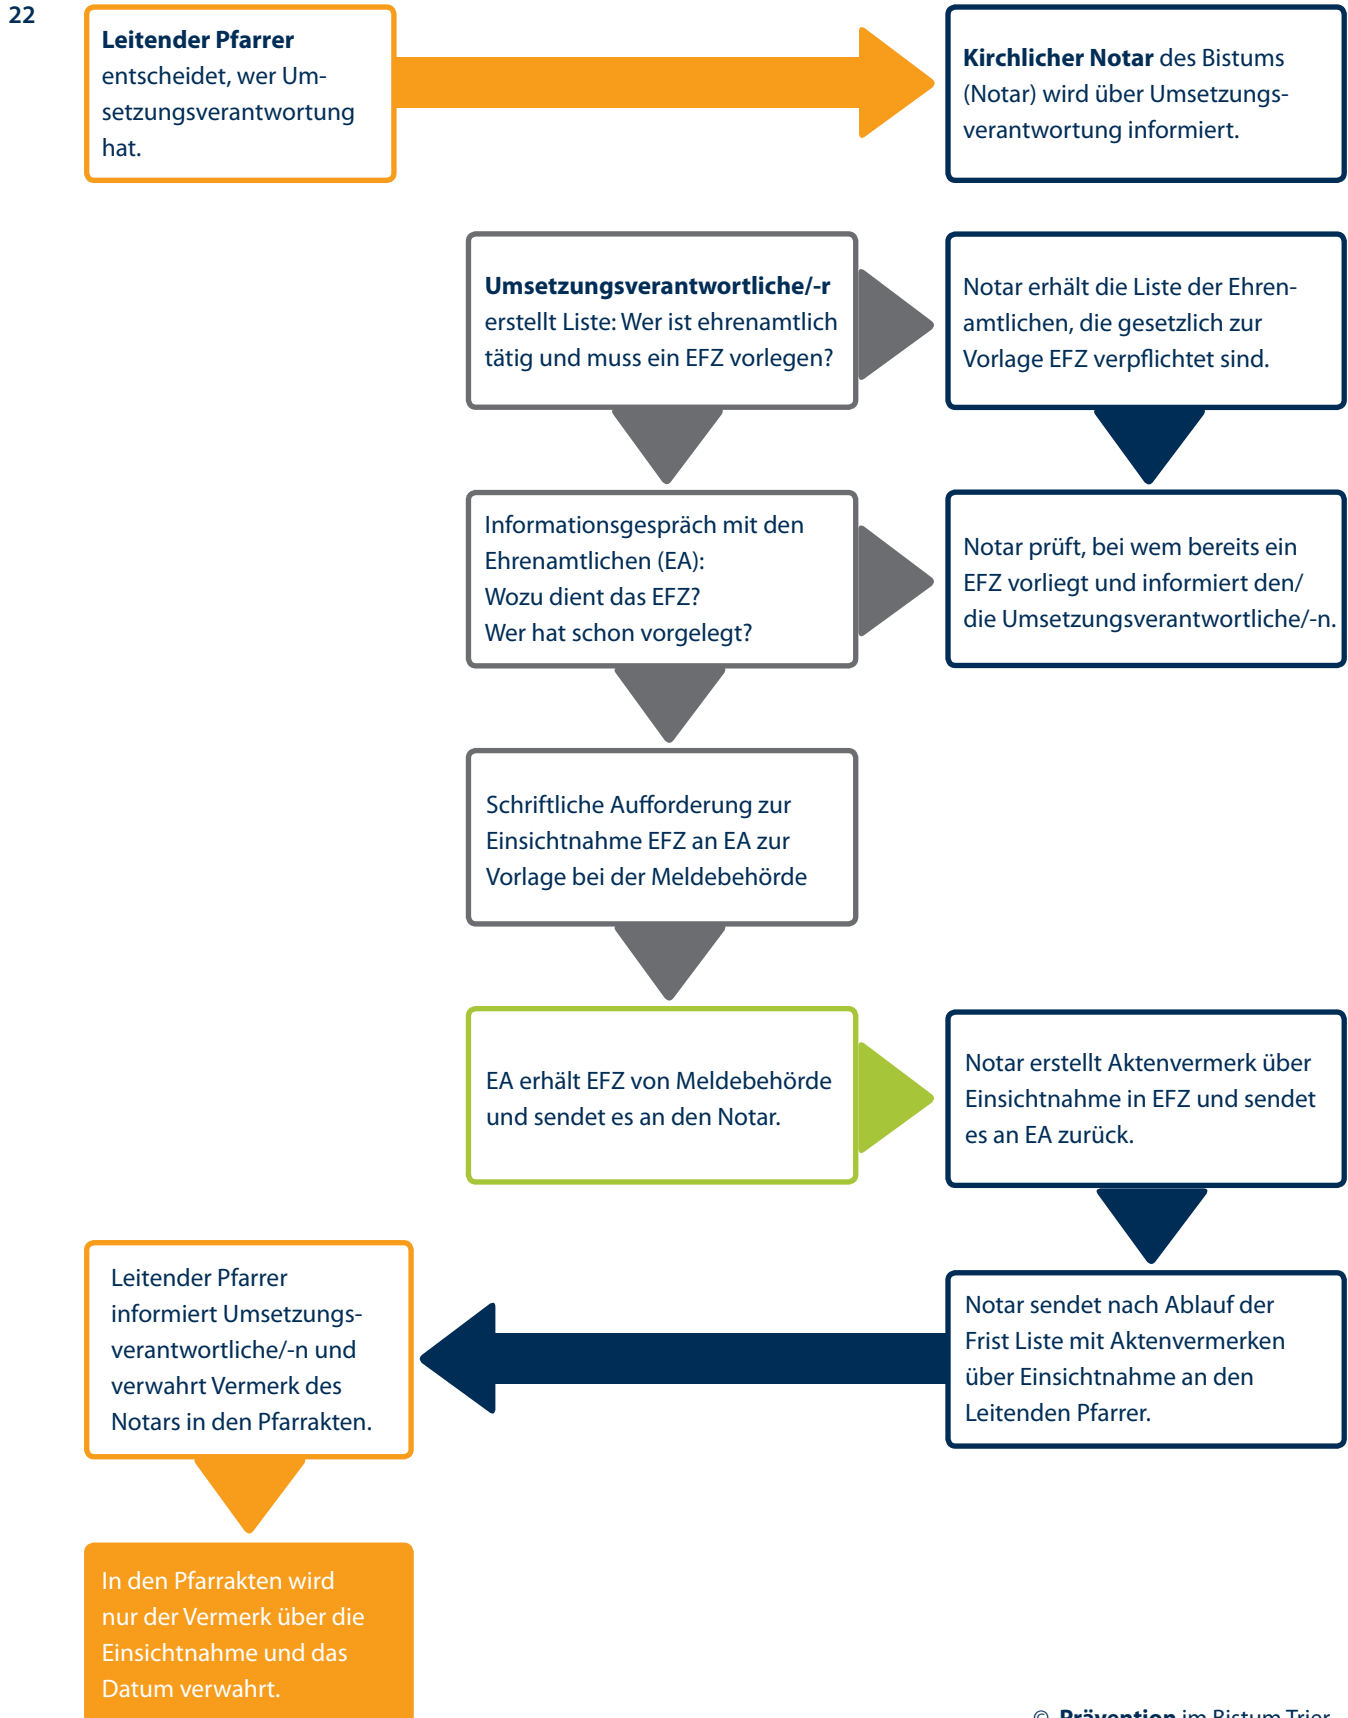 22
Leitender Pfarrer
entscheidet, wer Um-
setzungsverantwortung
hat.
Kirchlicher Notar des Bistums
(Notar) wird über Umsetzungs-
verantwortung informiert.
Umsetzungsverantwortliche/-r
erstellt Liste: Wer ist ehrenamtlich
tätig und muss ein EFZ vorlegen?
Notar erhält die Liste der Ehren-
amtlichen, die gesetzlich zur
Vorlage EFZ verpflichtet sind.
Informationsgespräch mit den
Ehrenamtlichen (EA):
Wozu dient das EFZ?
Wer hat schon vorgelegt?
Notar prüft, bei wem bereits ein
EFZ vorliegt und informiert den/
die Umsetzungsverantwortliche/-n.
Schriftliche Aufforderung zur
Einsichtnahme EFZ an EA zur
Vorlage bei der Meldebehörde
EA erhält EFZ von Meldebehörde
und sendet es an den Notar.
Notar erstellt Aktenvermerk über
Einsichtnahme in EFZ und sendet
es an EA zurück.
Notar sendet nach Ablauf der
Frist Liste mit Aktenvermerken
über Einsichtnahme an den
Leitenden Pfarrer.
Leitender Pfarrer
informiert Umsetzungs-
verantwortliche/-n und
verwahrt Vermerk des
Notars in den Pfarrakten.
In den Pfarrakten wird
nur der Vermerk über die
Einsichtnahme und das
Datum verwahrt.
© Prävention im Bistum Trier